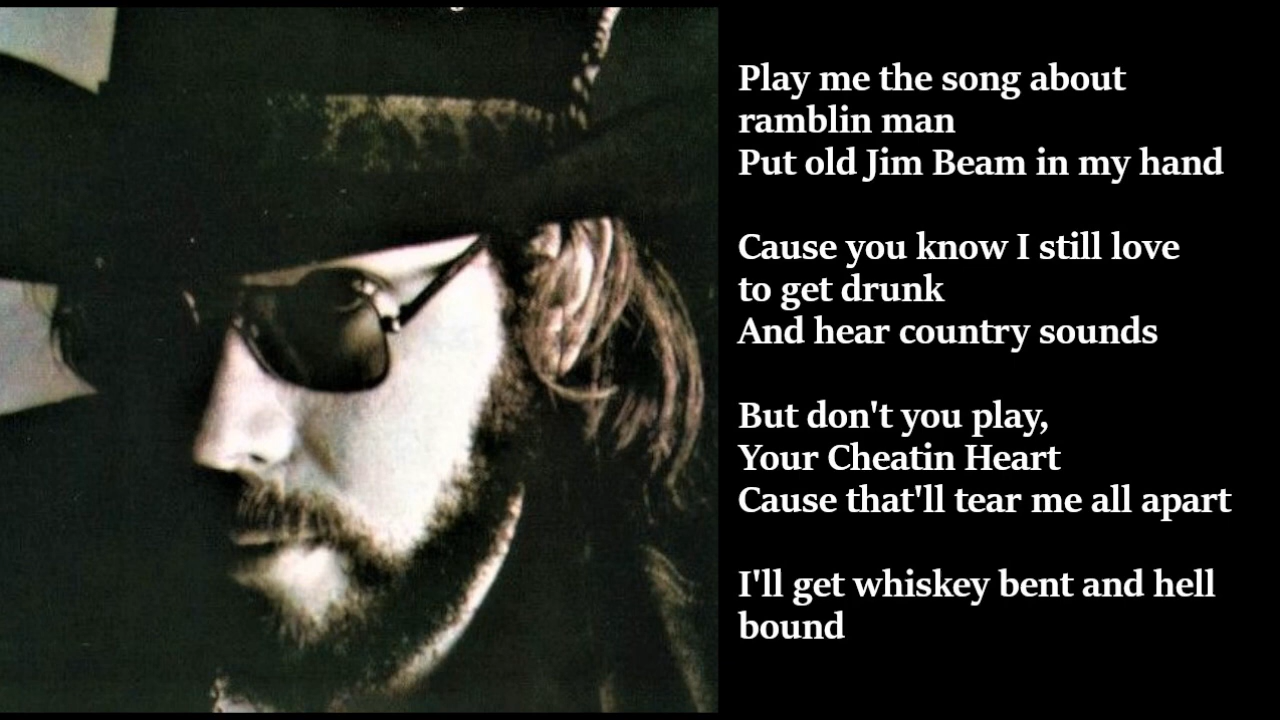 Play me the song about
ramblin man
Put old Jim Beam in my hand
Cause you know I still love
to get drunk
And hear country sounds
But don't you play,
Your Cheatin Heart
Cause that'll tear me all apart
I'll get whiskey bent and hell
bound